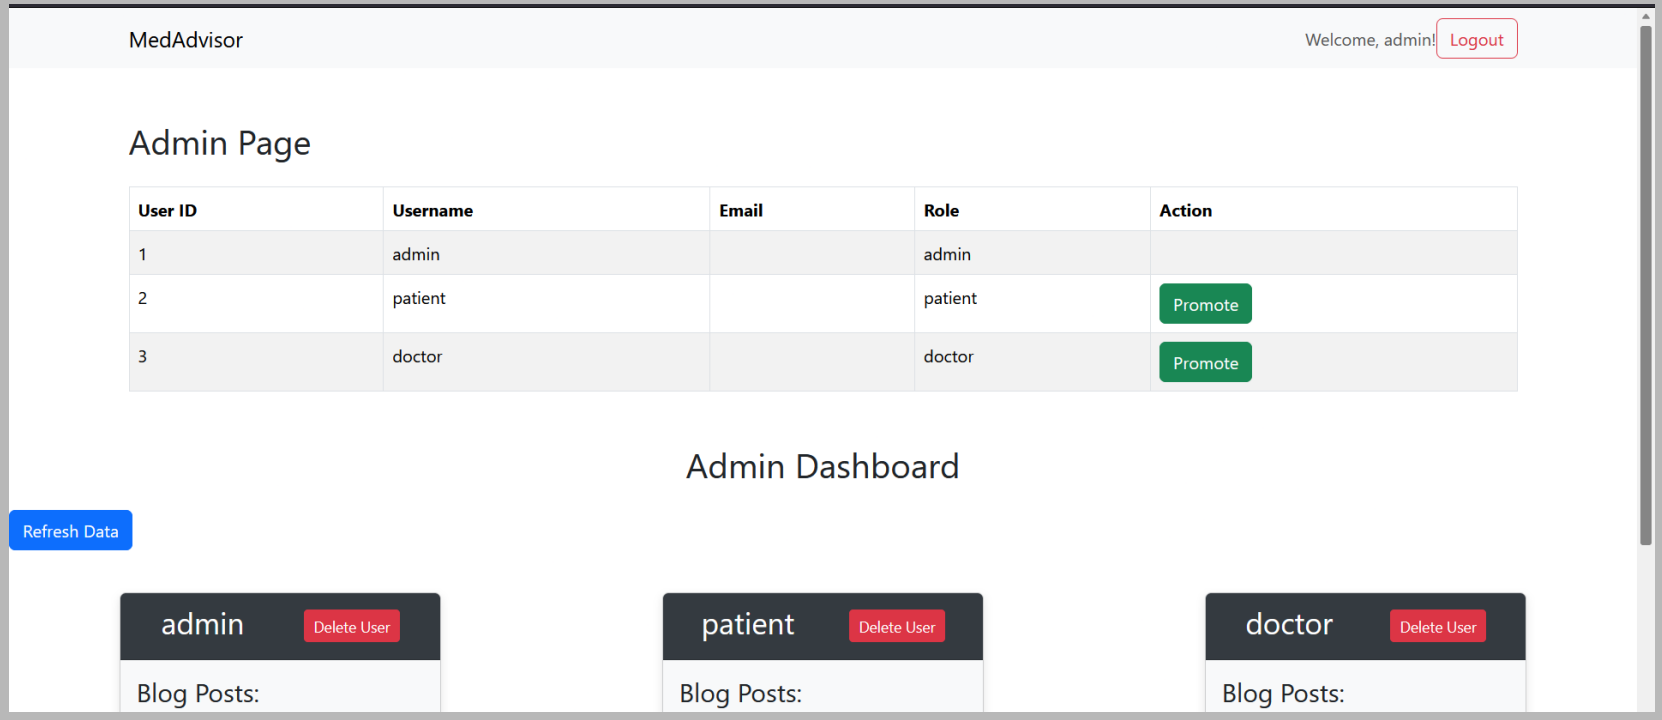 MedAdvisor Welcome, admin! Logout
Admin Page
User ID Username Email Role Action
1 admin admin
2 patient patient Promote
3 doctor doctor Promote
Admin Dashboard
Refresh Data
admin Delete User patient Delete User doctor Delete User
Blog Posts: Blog Posts: Blog Posts: